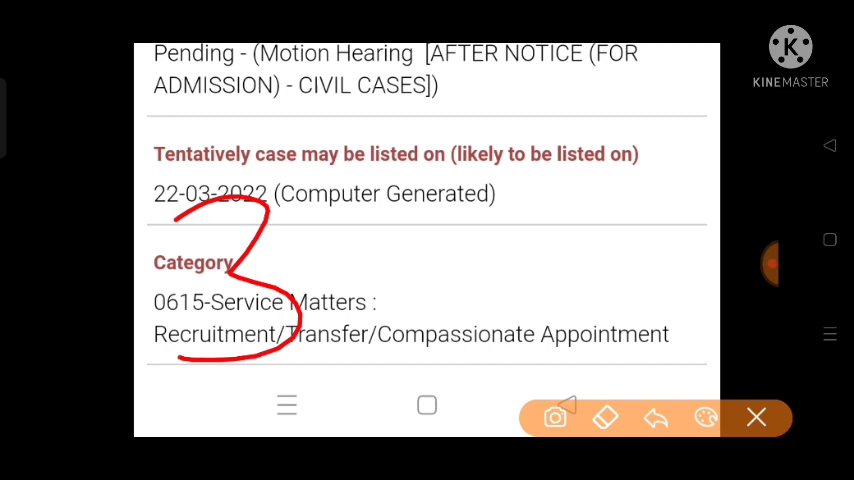 Pending - (Motion Hearing [AFTER NOTICE (FOR
ADMISSION) - CIVIL CASES])
Tentatively case may be listed on (likely to be listed on)
22-03-2022 (Computer Generated)
Category
0615-Service Matters :
Recruitment/Transfer/Compassionate Appointment
3
K
KINEMASTER